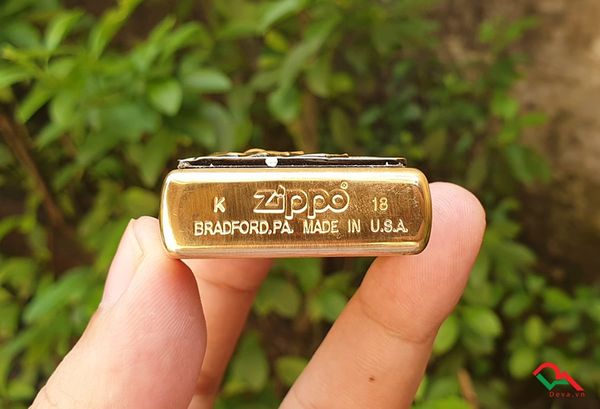 K Zippo® 18
BRADFORD,PA. MADE IN U.S.A.
Deva.vn